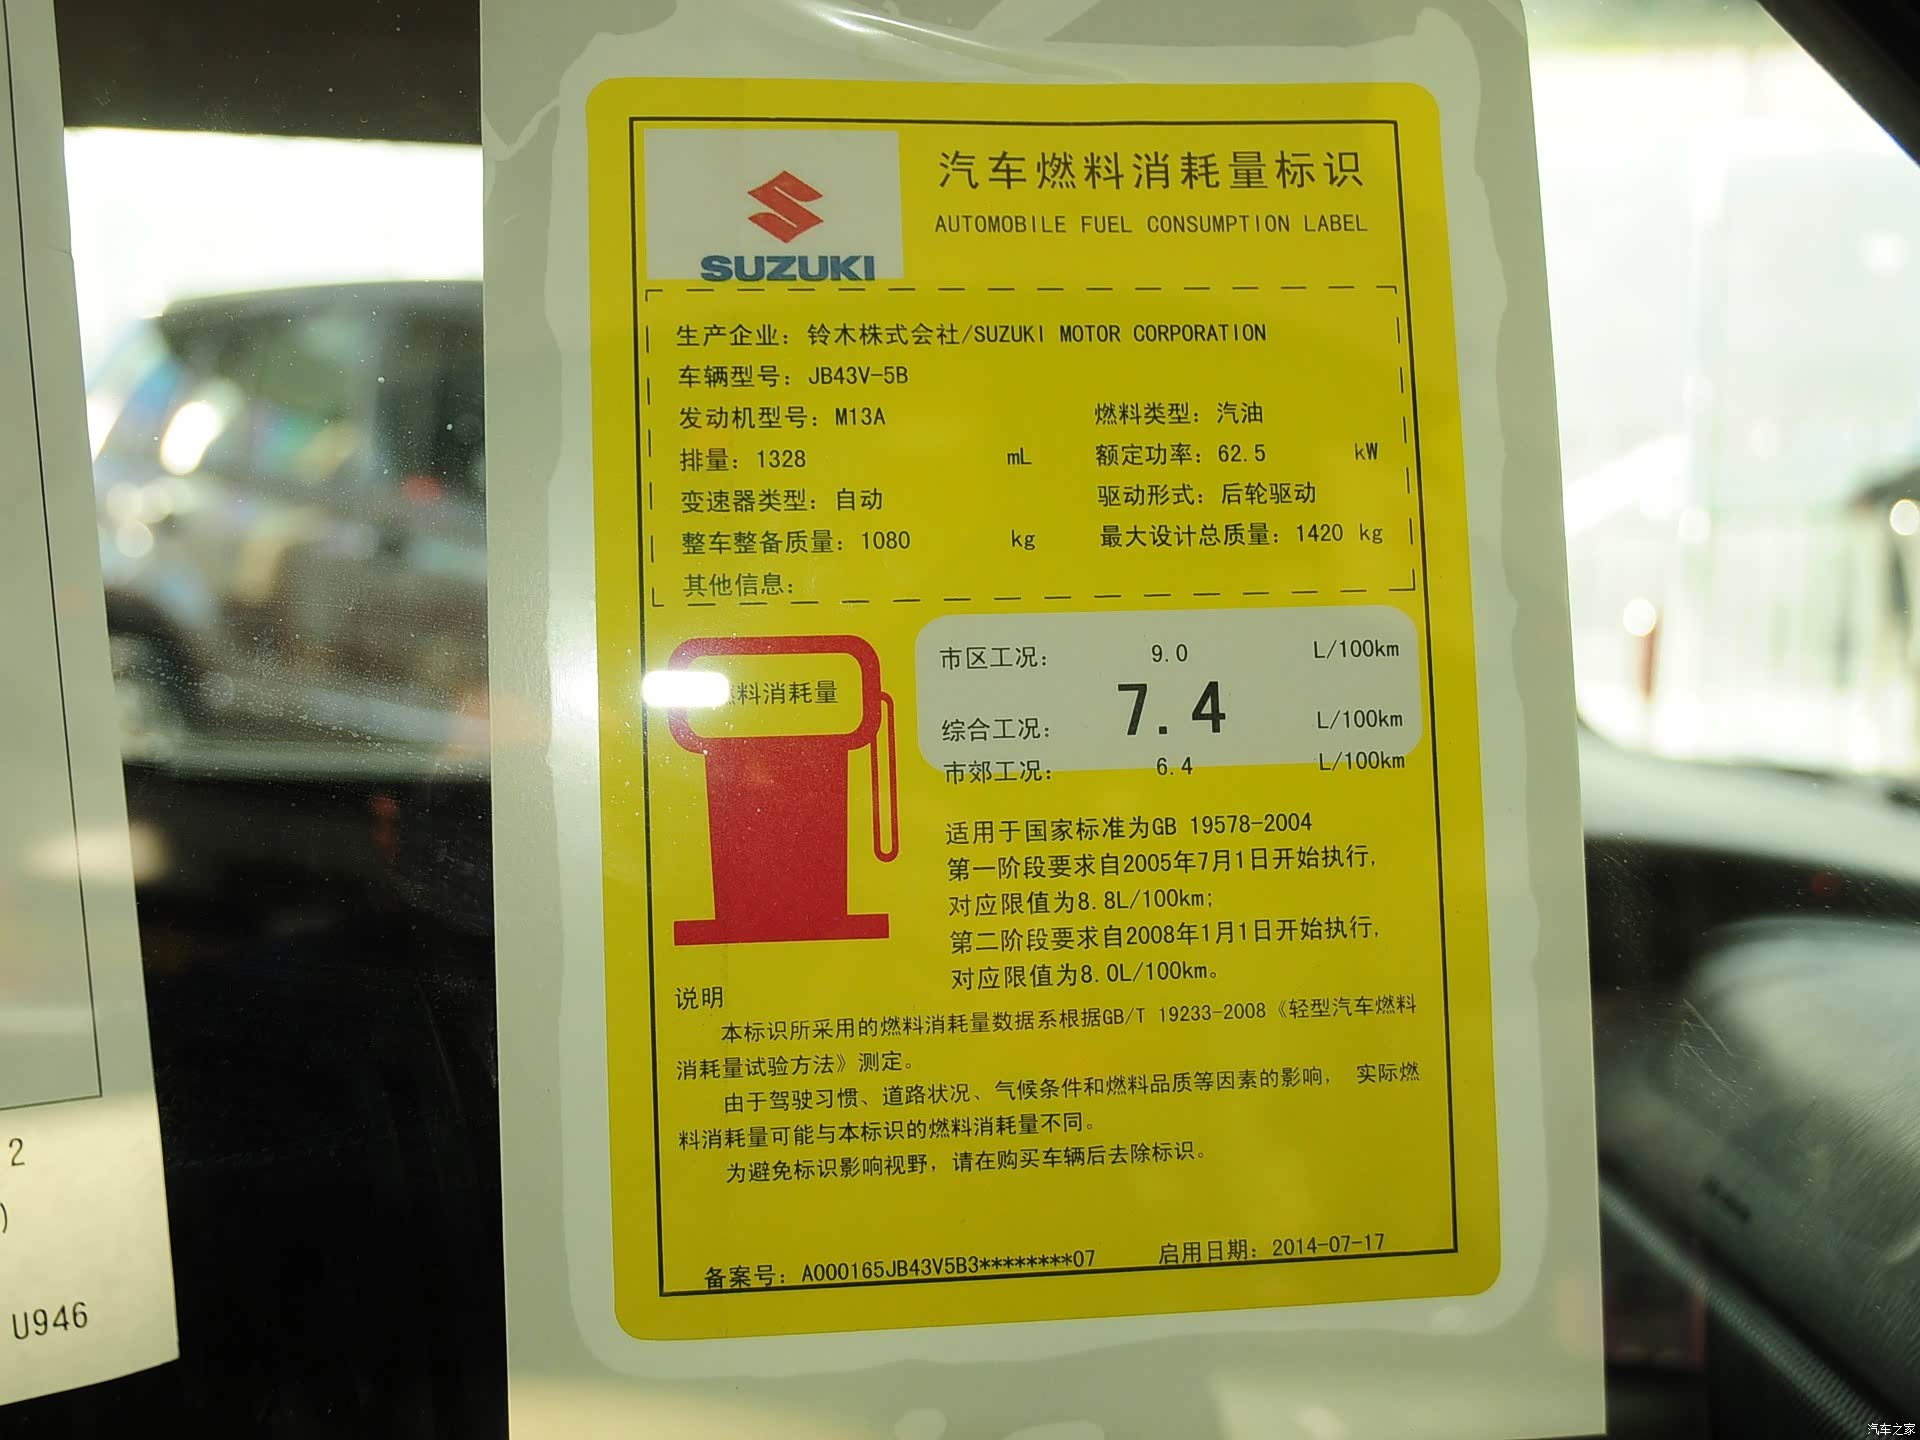 SUZUKI
汽车燃料消耗量标识
AUTOMOBILE FUEL CONSUMPTION LABEL
生产企业：铃木株式会社/SUZUKI MOTOR CORPORATION
车辆型号：JB43V-5B
发动机型号：M13A 燃料类型：汽油
排量：1328 mL 额定功率：62.5 kW
变速器类型：自动 驱动形式：后轮驱动
整车整备质量：1080 kg 最大设计总质量：1420 kg
其他信息：
料消耗量
市区工况： 9.0 L/100km
综合工况： 7.4 L/100km
市郊工况： 6.4 L/100km
适用于国家标准为GB 19578-2004
第一阶段要求自2005年7月1日开始执行,
对应限值为8.8L/100km;
第二阶段要求自2008年1月1日开始执行,
对应限值为8.0L/100km。
说明
本标识所采用的燃料消耗量数据系根据GB/T 19233-2008《轻型汽车燃料
消耗量试验方法》测定。
由于驾驶习惯、道路状况、气候条件和燃料品质等因素的影响， 实际燃
料消耗量可能与本标识的燃料消耗量不同。
为避免标识影响视野，请在购买车辆后去除标识。
备案号：A000165JB43V5B3********07 启用日期：2014-07-17
2
)
U946
汽车之家